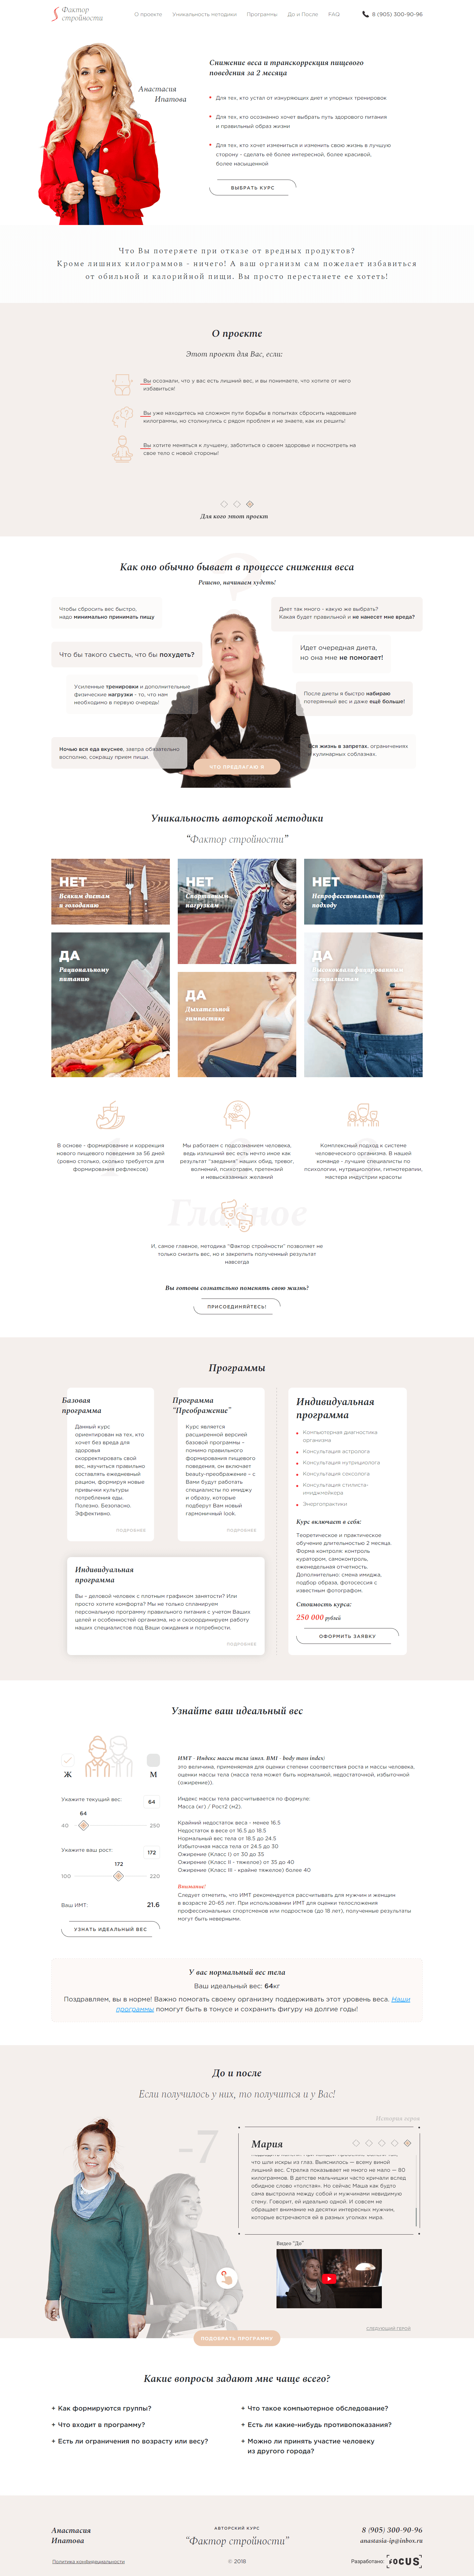 Фактор
стройности
О проекте
Уникальность методики
Программы
До и После
FAQ
8 (905) 300-90-96
Анастасия
Ипатова
Снижение веса и транскоррекция пищевого
поведения за 2 месяца
Для тех, кто устал от изнуряющих диет и упорных тренировок
Для тех, кто осознанно хочет выбрать путь здорового питания
и правильный образ жизни
Для тех, кто хочет измениться и изменить свою жизнь в лучшую
сторону - сделать её более интересной, более красивой,
более насыщенной
ВЫБРАТЬ КУРС
Что Вы потеряете при отказе от вредных продуктов?
Кроме лишних килограммов - ничего! А ваш организм сам пожелает избавиться
от обильной и калорийной пищи. Вы просто перестанете ее хотеть!
О проекте
Этот проект для Вас, если:
Вы осознали, что у вас есть лишний вес, и вы понимаете, что хотите от него
избавиться!
Вы уже находитесь на сложном пути борьбы в попытках сбросить надоевшие
килограммы, но столкнулись с рядом проблем и не знаете, как их решить!
Вы хотите меняться к лучшему, заботиться о своем здоровье и посмотреть на
свое тело с новой стороны!
Для кого этот проект
Как оно обычно бывает в процессе снижения веса
Решено, начинаем худеть!
?
Чтобы сбросить вес быстро,
надо минимально принимать пищу
Диет так много - какую же выбрать?
Какая будет правильной и не нанесет мне вреда?
Что бы такого съесть, что бы похудеть?
Идет очередная диета,
но она мне не помогает!
Усиленные тренировки и дополнительные
физические нагрузки - то, что нам
необходимо в первую очередь!
После диеты я быстро набираю
потерянный вес и даже ещё больше!
Ночью вся еда вкуснее, завтра обязательно
восполню, сокращу прием пищи.
Вся жизнь в запретах, ограничениях
кулинарных соблазнах.
ЧТО ПРЕДЛАГАЮ Я
Уникальность авторской методики
“Фактор стройности”
НЕТ
Всяким диетам
и голоданию
НЕТ
Спортивным
нагрузкам
НЕТ
Непрофессиональному
подходу
ДА
Рациональному
питанию
ДА
Дыхательной
гимнастике
ДА
Высококвалифицированным
специалистам
В основе - формирование и коррекция
нового пищевого поведения за 56 дней
(ровно столько, сколько требуется для
формирования рефлексов)
Мы работаем с подсознанием человека,
ведь излишний вес есть нечто иное как
результат "заедания" наших обид, тревог,
волнений, психотравм, претензий
и невысказанных желаний
Комплексный подход к системе
человеческого организма. В нашей
команде - лучшие специалисты по
психологии, нутрициологии, гипнотерапии,
мастера индустрии красоты
Главное
И, самое главное, методика "Фактор стройности" позволяет не
только снизить вес, но и закрепить полученный результат
навсегда
Вы готовы сознательно поменять свою жизнь?
ПРИСОЕДИНЯЙТЕСЬ!
Программы
Базовая
программа
Данный курс
ориентирован на тех, кто
хочет без вреда для
здоровья
скорректировать свой
вес, научиться правильно
составлять ежедневный
рацион, формируя новые
привычки культуры
потребления еды.
Полезно. Безопасно.
Эффективно.
ПОДРОБНЕЕ
Программа
“Преображение”
Курс является
расширенной версией
базовой программы –
помимо правильного
формирования пищевого
поведения, он включает
beauty-преображения – с
Вами будут работать
специалисты по имиджу
и образу, которые
подберут Вам новый
гармоничный look.
ПОДРОБНЕЕ
Индивидуальная
программа
Вы – деловой человек с плотным графиком занятости? Или
просто хотите комфорта? Мы не только спланируем
персональную программу правильного питания с учетом Ваших
целей и особенностей организма, но и скоординируем работу
наших специалистов под Ваши ожидания и потребности.
ПОДРОБНЕЕ
Индивидуальная
программа
Компьюторная диагностика
организма
Консультация астролога
Консультация нутрициолога
Консультация сексолога
Консультация стилиста-
имиджмейкера
Энергопрактики
Курс включает в себя:
Теоретическое и практическое
обучение длительностью 2 месяца.
Форма контроля: контроль
куратором, самоконтроль,
еженедельная отчетность.
Дополнительно: смена имиджа,
подбор образа, фотосессия с
известным фотографом.
Стоимость курса:
250 000 рублей
ОФОРМИТЬ ЗАЯВКУ
Узнайте ваш идеальный вес
Ж
М
Укажите текущий вес:
64
64
40
250
Укажите ваш рост:
172
172
100
220
Ваш ИМТ:
21.6
УЗНАТЬ ИДЕАЛЬНЫЙ ВЕС
ИМТ - Индекс массы тела (англ. BMI - body mass index)
это величина, применяемая для оценки степени соответствия роста и массы человека,
оценки массы тела (масса тела может быть нормальной, недостаточной, избыточной
(ожирение)).
Индекс массы тела рассчитывается по формуле:
Масса (кг) / Рост2 (м2).
Крайний недостаток веса - менее 16.5
Недостаток в весе от 16.5 до 18.5
Нормальный вес тела от 18.5 до 24.5
Избыточная масса тела от 24.5 до 30
Ожирение (Класс I) от 30 до 35
Ожирение (Класс II - тяжелое) от 35 до 40
Ожирение (Класс III - крайне тяжелое) более 40
Внимание!
Следует отметить, что ИМТ рекомендуется рассчитывать для мужчин и женщин
в возрасте 20-65 лет. При использовании ИМТ для оценки телосложения
профессиональных спортсменов или подростков (до 18 лет), полученные результаты
могут быть неверными.
У вас нормальный вес тела
Ваш идеальный вес: 64кг
Поздравляем, вы в норме! Важно помогать своему организму поддерживать этот уровень веса. Наши
программы помогут быть в тонусе и сохранить фигуру на долгие годы!
До и после
Если получилось у них, то получится и у Вас!
История героя
-7
Мария
что шли искры из глаз. Выяснилось — всему виной
лишний вес. Стрелка показывает не много не мало — 80
килограммов. В детстве мальчишки часто кричали вслед
обидное слово «толстая». Но сейчас Маша как будто
сама выстроила между собой и мужчинами невидимую
стену. Говорит, ей идеально одной. И совсем не
обращает внимание на десятки интересных мужчин,
которые встречаются ей в разных уголках мира.
Видео "До"
следующий герой
ПОДОБРАТЬ ПРОГРАММУ
Какие вопросы задают мне чаще всего?
+ Как формируются группы?
+ Что входит в программу?
+ Есть ли ограничения по возрасту или весу?
+ Что такое компьютерное обследование?
+ Есть ли какие-нибудь противопоказания?
+ Можно ли принять участие человеку
из другого города?
Анастасия
Ипатова
Политика конфиденциальности
АВТОРСКИЙ КУРС
“Фактор стройности”
© 2018
8 (905) 300-90-96
anastasia-ip@inbox.ru
Разработано:
FOCUS